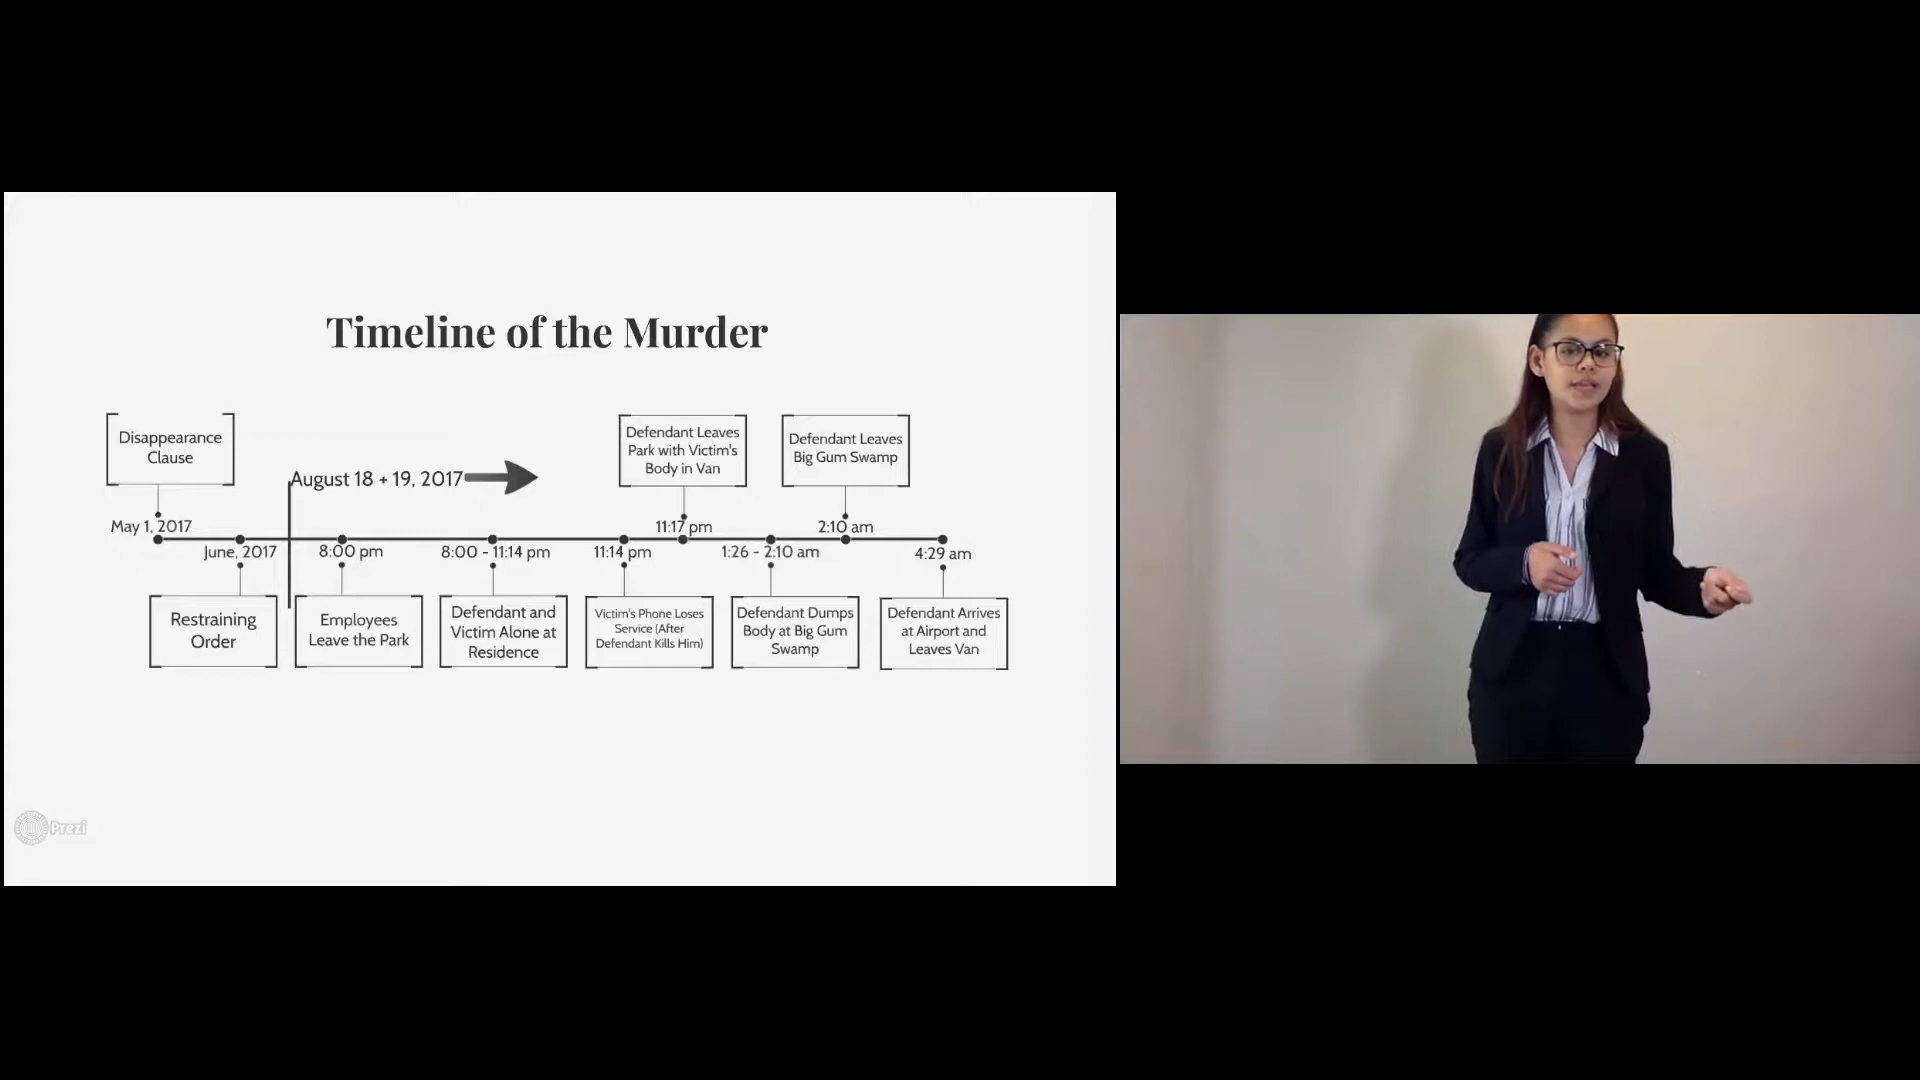 Timeline of the Murder
Disappearance
Clause
May 1, 2017
June, 2017
Restraining
Order
August 18 + 19, 2017
8:00 pm
Employees
Leave the Park
8:00 - 11:14 pm
Defendant and
Victim Alone at
Residence
11:14 pm
Victim's Phone Loses
Service (After
Defendant Kills Him)
Defendant Leaves
Park with Victim's
Body in Van
11:17 pm
1:26 - 2:10 am
Defendant Dumps
Body at Big Gum
Swamp
Defendant Leaves
Big Gum Swamp
2:10 am
4:29 am
Defendant Arrives
at Airport and
Leaves Van
Prezi